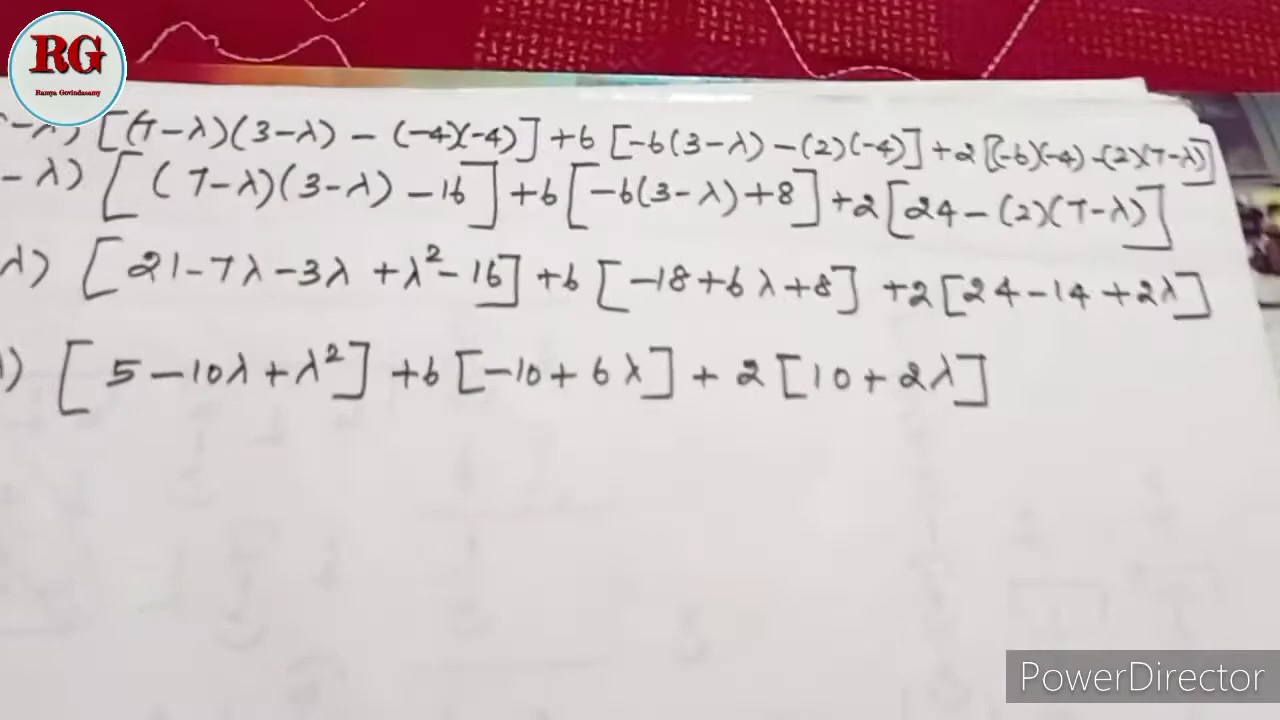 RG
Ramya Govindasamy
-λ) [(7-λ)(3-λ) - (-4)(-4)] +6 [-6(3-λ) -(2)(-4)] +2 [(-6)(-4) -(2)(7-λ)]
-λ) [(7-λ)(3-λ) -16] +6[-6(3-λ)+8] +2[24-(2)(7-λ)]
λ) [21-7λ-3λ+λ²-16] +6 [-18+6λ+8] +2[24-14+2λ]
) [5-10λ+λ²] +6[-10+6λ] + 2[10+2λ]
PowerDirector